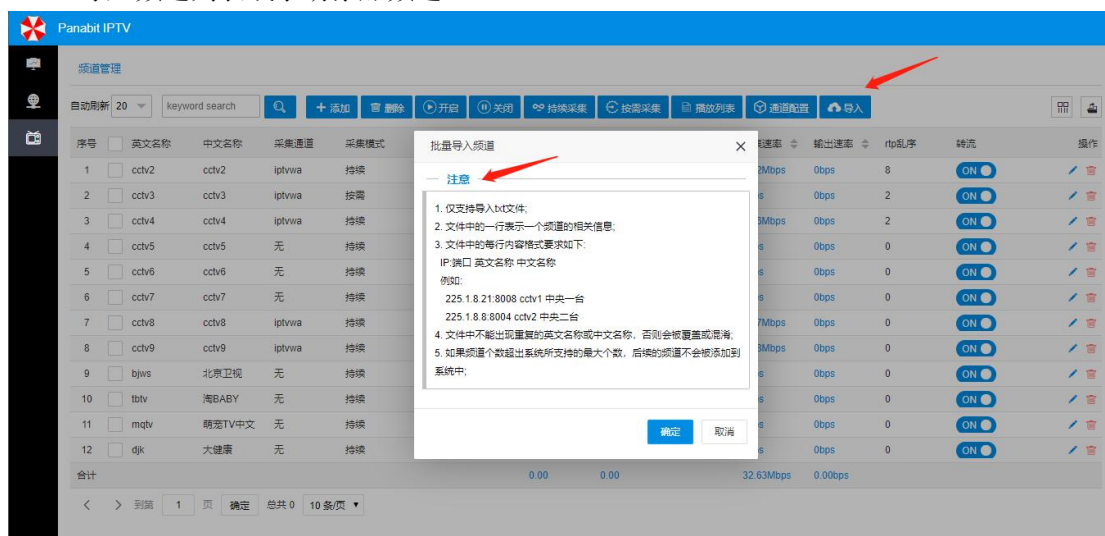 Panabit IPTV
频道管理
自动刷新 20 keyword search 添加 删除 开启 关闭 持续采集 按需采集 播放列表 通道配置 导入
序号 英文名称 中文名称 采集通道 采集模式 速率 输出速率 rtp乱序 转流 操作
批量导入频道
注意
1. 仅支持导入txt文件;
2. 文件中的一行表示一个频道的相关信息;
3. 文件中的每行内容格式要求如下:
IP:端口 英文名称 中文名称
例如:
225.1.8.21:8008 cctv1 中央一台
225.1.8.8:8004 cctv2 中央二台
4. 文件中不能出现重复的英文名称或中文名称，否则会被覆盖或混淆;
5. 如果频道个数超出系统所支持的最大个数，后续的频道不会被添加到
系统中;
确定 取消
1 cctv2 cctv2 iptvwa 持续 2Mbps 0bps 8 ON
2 cctv3 cctv3 iptvwa 按需 0bps 2 ON
3 cctv4 cctv4 iptvwa 持续 Mbps 0bps 2 ON
4 cctv5 cctv5 无 持续 0bps 0 ON
5 cctv6 cctv6 无 持续 0bps 0 ON
6 cctv7 cctv7 无 持续 0bps 0 ON
7 cctv8 cctv8 iptvwa 持续 7Mbps 0bps 0 ON
8 cctv9 cctv9 iptvwa 持续 Mbps 0bps 0 ON
9 bjws 北京卫视 无 持续 0bps 0 ON
10 tbtv 淘BABY 无 持续 0bps 0 ON
11 mqtv 萌宠TV中文 无 持续 0bps 0 ON
12 djk 大健康 无 持续 0bps 0 ON
合计 0.00 0.00 32.63Mbps 0.00bps
到第 1 页 确定 总共 0 10 条/页